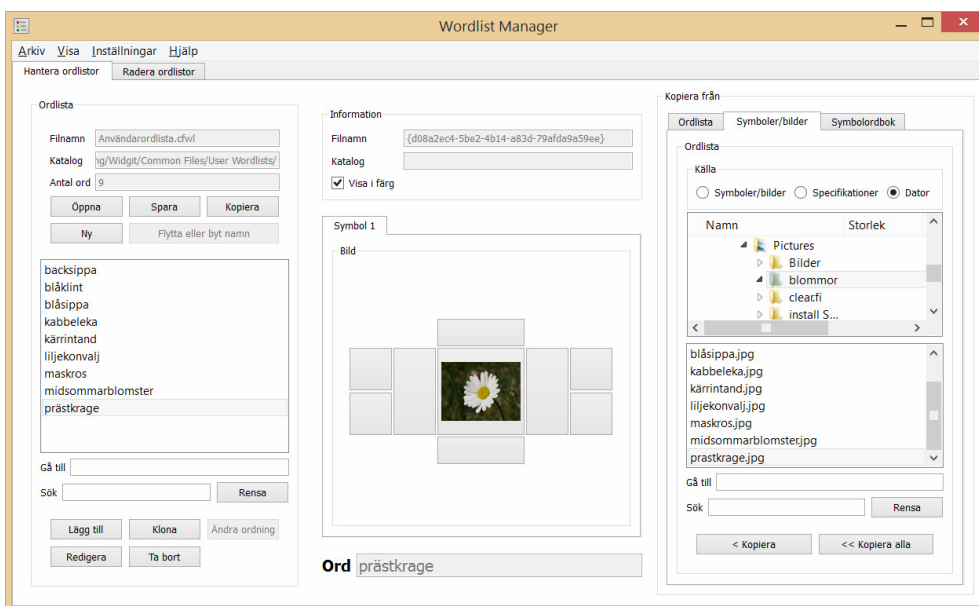 Wordlist Manager
Arkiv Visa Inställningar Hjälp
Hantera ordlistor Radera ordlistor
Ordlista
Filnamn Användarordlista.cfwl
Katalog ng/Widgit/Common Files/User Wordlists/
Antal ord 9
Öppna Spara Kopiera
Ny Flytta eller byt namn
backsippa
blåklint
blåsippa
kabbeleka
kärrintand
liljekonvalj
maskros
midsommarblomster
prästkrage
Gå till
Sök Rensa
Lägg till Klona Ändra ordning
Redigera Ta bort
Information
Filnamn {d08a2ec4-5be2-4b14-a83d-79afda9a59ee}
Katalog
Visa i färg
Symbol 1
Bild
Ord prästkrage
Kopiera från
Ordlista Symboler/bilder Symbolordbok
Ordlista
Källa
Symboler/bilder Specifikationer Dator
Namn Storlek
Pictures
Bilder
blommor
clear.fi
install S...
blåsippa.jpg
kabbeleka.jpg
kärrintand.jpg
liljekonvalj.jpg
maskros.jpg
midsommarblomster.jpg
prastkrage.jpg
Gå till
Sök Rensa
< Kopiera << Kopiera alla